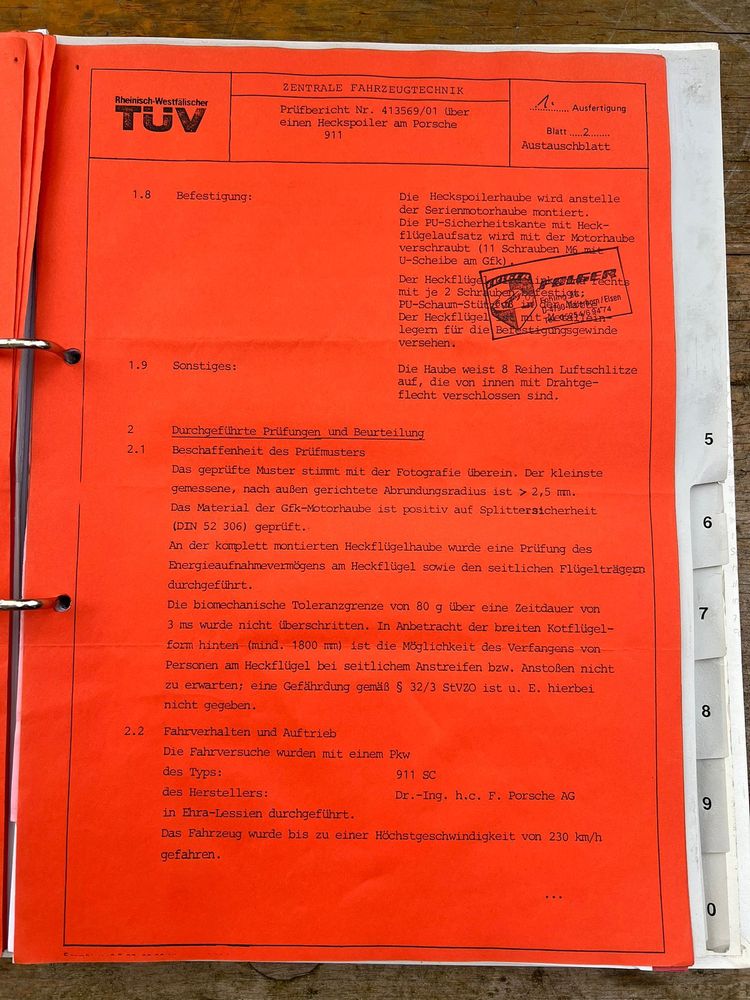 Rheinisch-Westfälischer
TÜV
ZENTRALE FAHRZEUGTECHNIK
Prüfbericht Nr. 413569/01 über
einen Heckspoiler am Porsche
911
1. Ausfertigung
Blatt 2
Austauschblatt
1.8 Befestigung:
Die Heckspoilerhaube wird anstelle
der Serienmotorhaube montiert.
Die PU-Sicherheitskante mit Heck-
flügelaufsatz wird mit der Motorhaube
verschraubt (11 Schrauben M6 mit
U-Scheibe am Gfk).
Der Heckflügel rechts
mit je 2 Schrauben befestigt;
PU-Schaum-
Der Heckflügel mit
legern für die Befestigungsgewinde
versehen.
FELGER
1.9 Sonstiges:
Die Haube weist 8 Reihen Luftschlitze
auf, die von innen mit Drahtge-
flecht verschlossen sind.
2 Durchgeführte Prüfungen und Beurteilung
2.1 Beschaffenheit des Prüfmusters
Das geprüfte Muster stimmt mit der Fotografie überein. Der kleinste
gemessene, nach außen gerichtete Abrundungsradius ist > 2,5 mm.
Das Material der Gfk-Motorhaube ist positiv auf Splittersicherheit
(DIN 52 306) geprüft.
An der komplett montierten Heckflügelhaube wurde eine Prüfung des
Energieaufnahmevermögens am Heckflügel sowie den seitlichen Flügelträgern
durchgeführt.
Die biomechanische Toleranzgrenze von 80 g über eine Zeitdauer von
3 ms wurde nicht überschritten. In Anbetracht der breiten Kotflügel-
form hinten (mind. 1800 mm) ist die Möglichkeit des Verfangens von
Personen am Heckflügel bei seitlichem Anstreifen bzw. Anstoßen nicht
zu erwarten; eine Gefährdung gemäß § 32/3 StVZO ist u. E. hierbei
nicht gegeben.
2.2 Fahrverhalten und Auftrieb
Die Fahrversuche wurden mit einem Pkw
des Typs: 911 SC
des Herstellers: Dr.-Ing. h.c. F. Porsche AG
in Ehra-Lessien durchgeführt.
Das Fahrzeug wurde bis zu einer Höchstgeschwindigkeit von 230 km/h
gefahren.
...
5
6
7
8
9
0